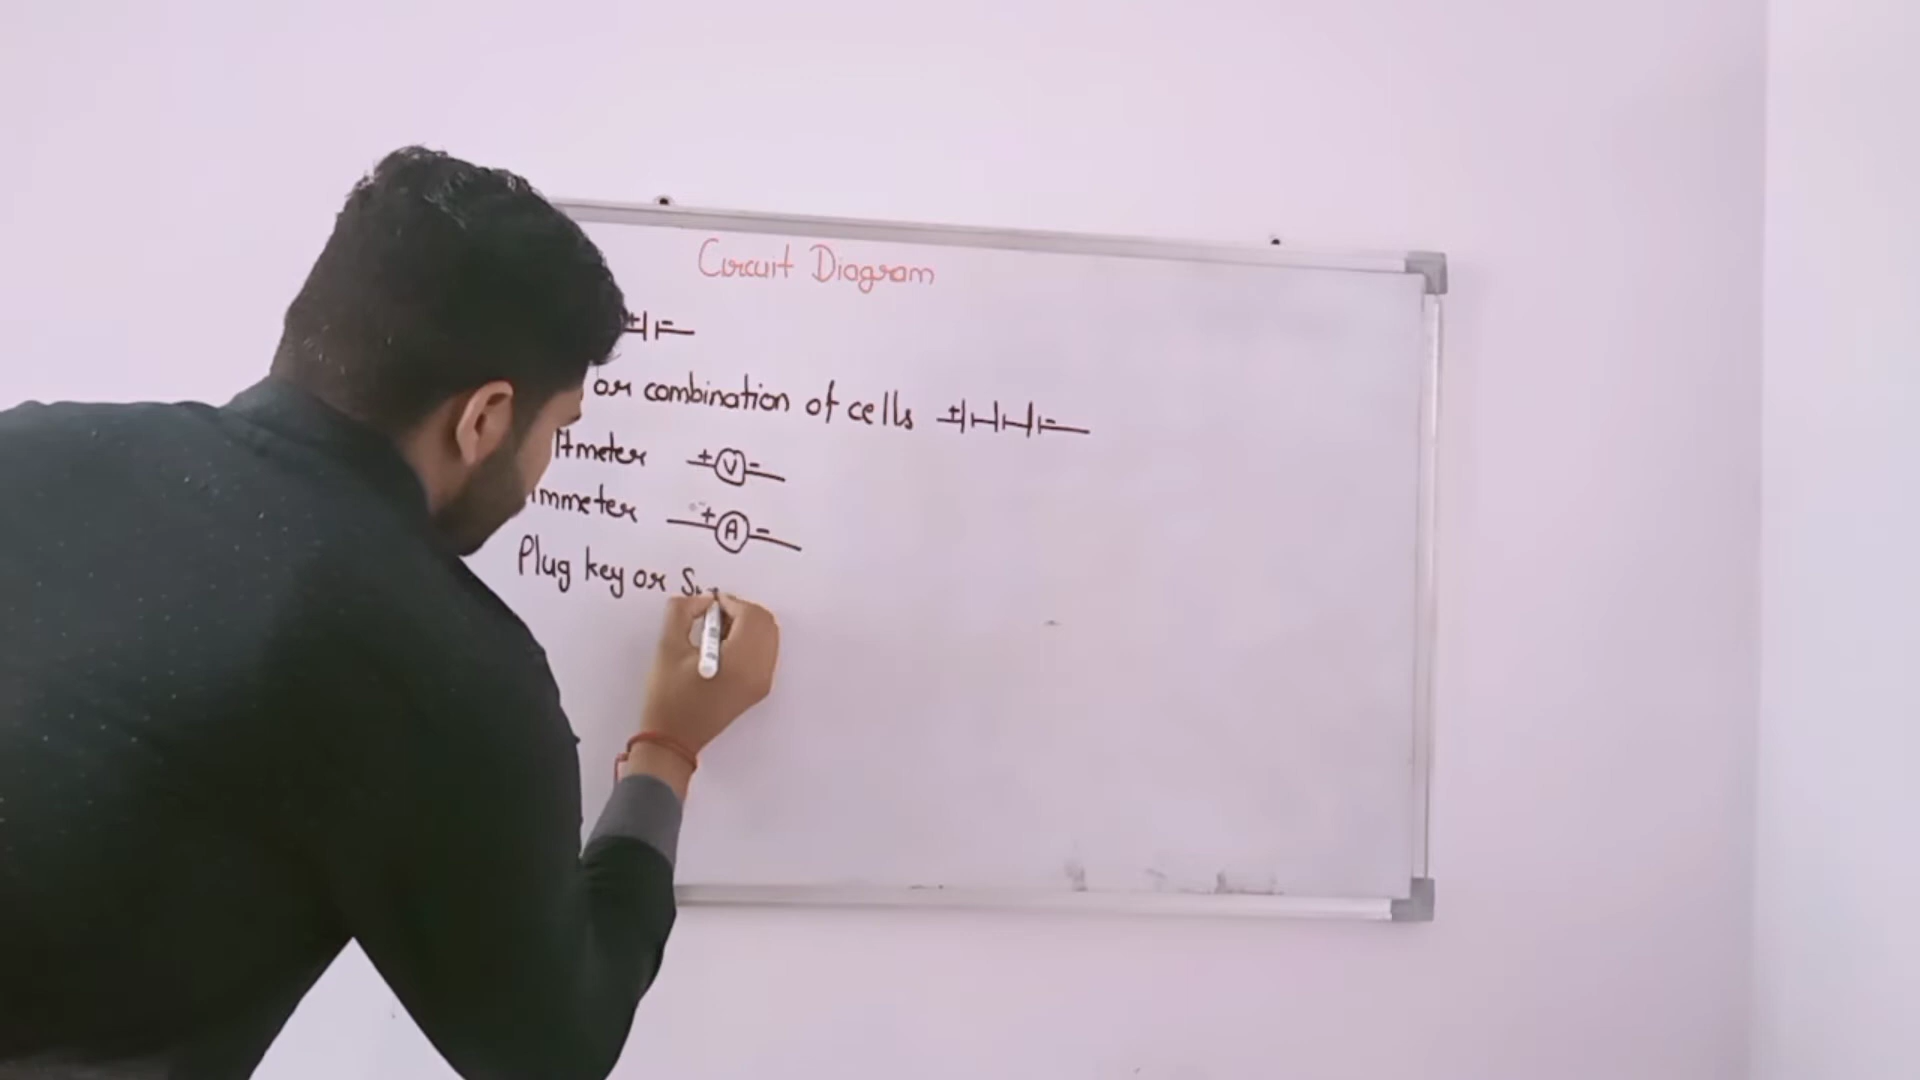 Circuit Diagram
+ -
or combination of cells + -
ltmeter + V -
mmeter + A -
Plug key or S